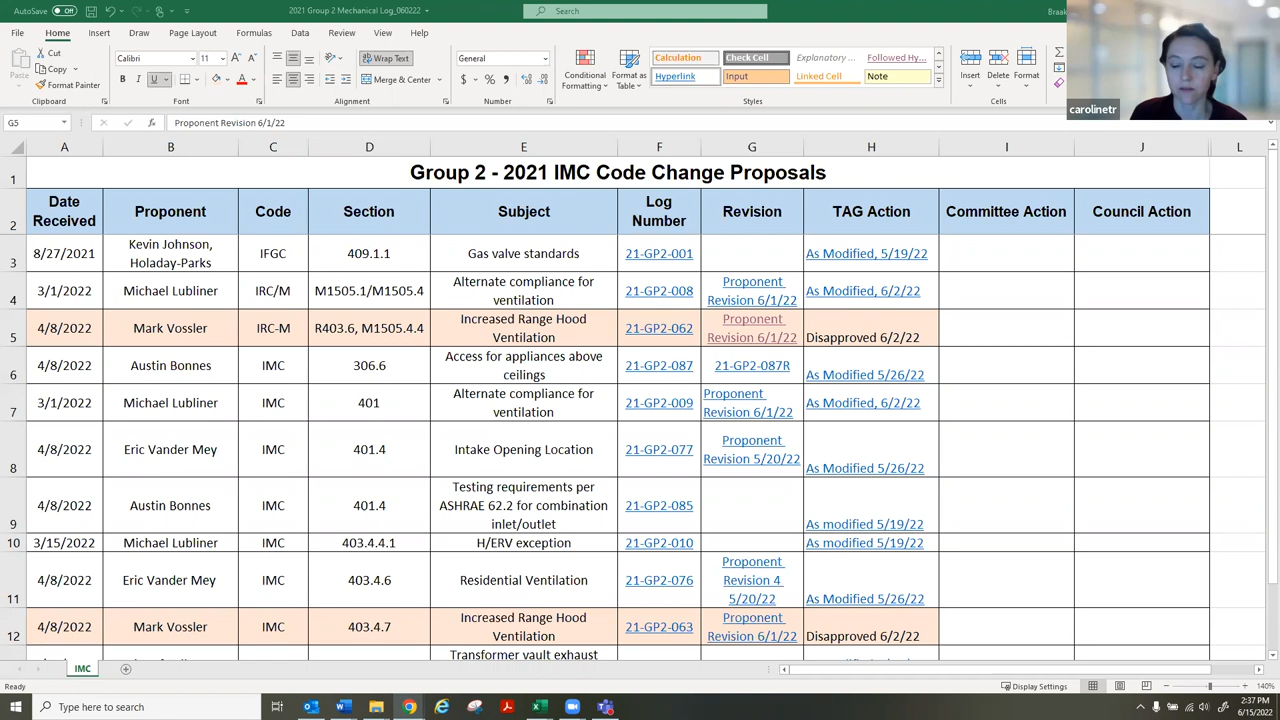 AutoSave Off 2021 Group 2 Mechanical Log_060222 Search Braak
File Home Insert Draw Page Layout Formulas Data Review View Help
Cut
Copy
Format Painter
Paste
Clipboard
Calibri 11
B I U
Font
Wrap Text
Merge & Center
Alignment
General
Number
Conditional Formatting
Format as Table
Calculation Check Cell Explanatory ... Followed Hy...
Hyperlink Input Linked Cell Note
Styles
Insert Delete Format
Cells
carolinetr
G5 fx Proponent Revision 6/1/22
A B C D E F G H I J L
1 Group 2 - 2021 IMC Code Change Proposals
2 Date Received Proponent Code Section Subject Log Number Revision TAG Action Committee Action Council Action
3 8/27/2021 Kevin Johnson, Holaday-Parks IFGC 409.1.1 Gas valve standards 21-GP2-001 As Modified, 5/19/22
4 3/1/2022 Michael Lubliner IRC/M M1505.1/M1505.4 Alternate compliance for ventilation 21-GP2-008 Proponent Revision 6/1/22 As Modified, 6/2/22
5 4/8/2022 Mark Vossler IRC-M R403.6, M1505.4.4 Increased Range Hood Ventilation 21-GP2-062 Proponent Revision 6/1/22 Disapproved 6/2/22
6 4/8/2022 Austin Bonnes IMC 306.6 Access for appliances above ceilings 21-GP2-087 21-GP2-087R As Modified 5/26/22
7 3/1/2022 Michael Lubliner IMC 401 Alternate compliance for ventilation 21-GP2-009 Proponent Revision 6/1/22 As Modified, 6/2/22
8 4/8/2022 Eric Vander Mey IMC 401.4 Intake Opening Location 21-GP2-077 Proponent Revision 5/20/22 As Modified 5/26/22
9 4/8/2022 Austin Bonnes IMC 401.4 Testing requirements per ASHRAE 62.2 for combination inlet/outlet 21-GP2-085 As modified 5/19/22
10 3/15/2022 Michael Lubliner IMC 403.4.4.1 H/ERV exception 21-GP2-010 As modified 5/19/22
11 4/8/2022 Eric Vander Mey IMC 403.4.6 Residential Ventilation 21-GP2-076 Proponent Revision 4 5/20/22 As Modified 5/26/22
12 4/8/2022 Mark Vossler IMC 403.4.7 Increased Range Hood Ventilation 21-GP2-063 Proponent Revision 6/1/22 Disapproved 6/2/22
Transformer vault exhaust
IMC
Ready Display Settings 140%
Type here to search 2:37 PM
6/15/2022